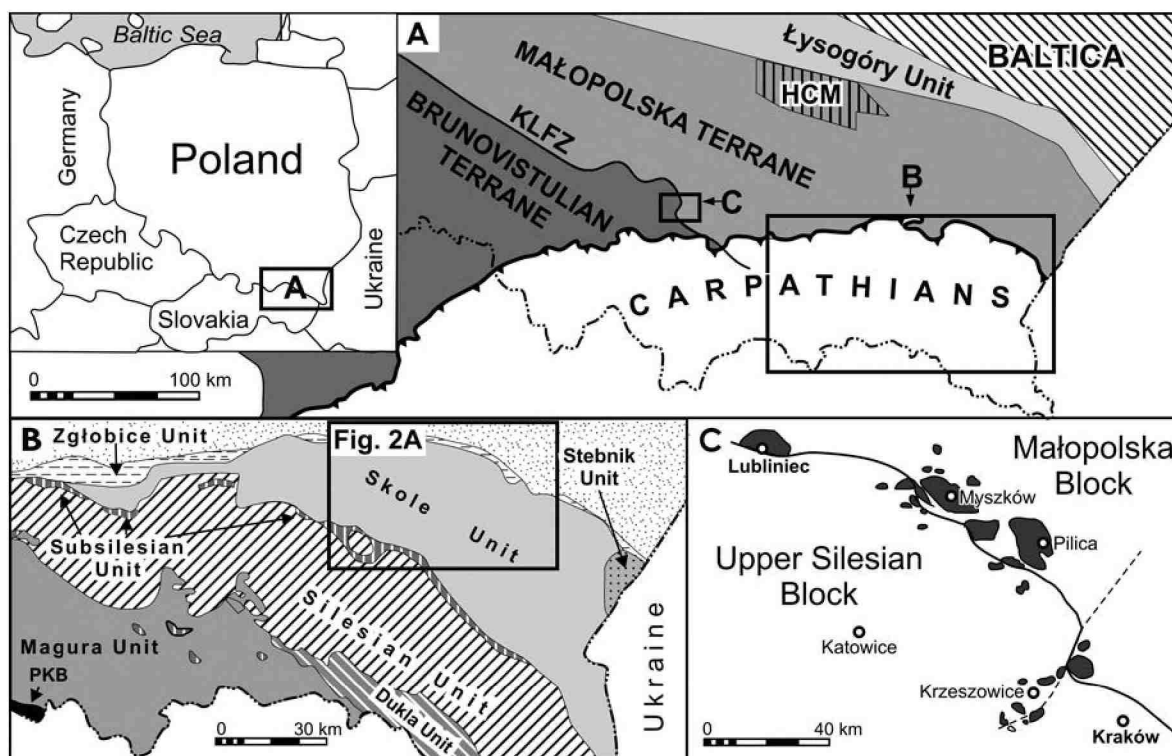 Baltic Sea
Germany
Poland
Czech
Republic
Slovakia
Ukraine
A
0 100 km
A
Łysogóry Unit
BALTICA
HCM
MAŁOPOLSKA TERRANE
KLFZ
BRUNOVISTULIAN
TERRANE
C
B
CARPATHIANS
B
Zgłobice Unit
Fig. 2A
Stebnik
Unit
Skole
Unit
Subsilesian
Unit
Silesian Unit
Magura Unit
PKB
Dukla Unit
Ukraine
0 30 km
C
Lubliniec
Małopolska
Block
Myszków
Pilica
Upper Silesian
Block
Katowice
Krzeszowice
Kraków
0 40 km